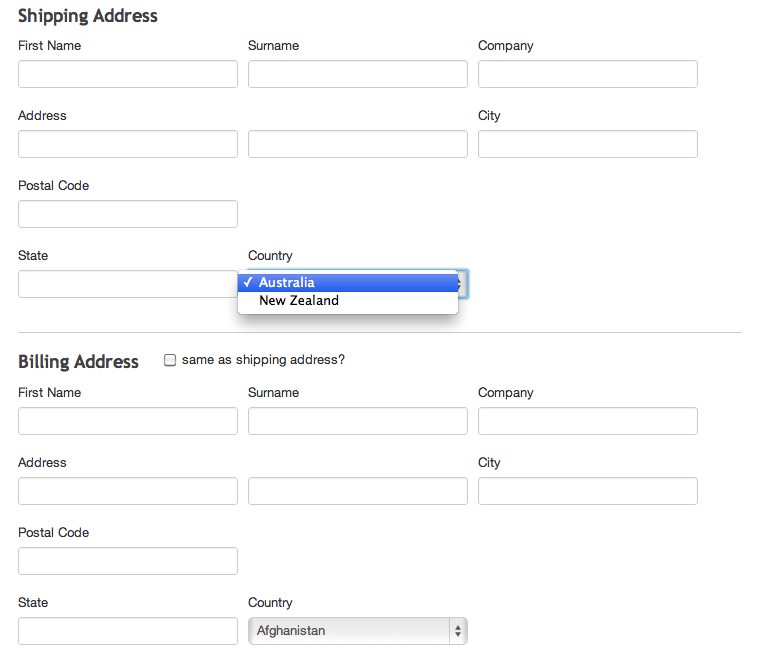 Shipping Address
First Name Surname Company
Address City
Postal Code
State Country
✓ Australia
New Zealand
Billing Address same as shipping address?
First Name Surname Company
Address City
Postal Code
State Country
Afghanistan